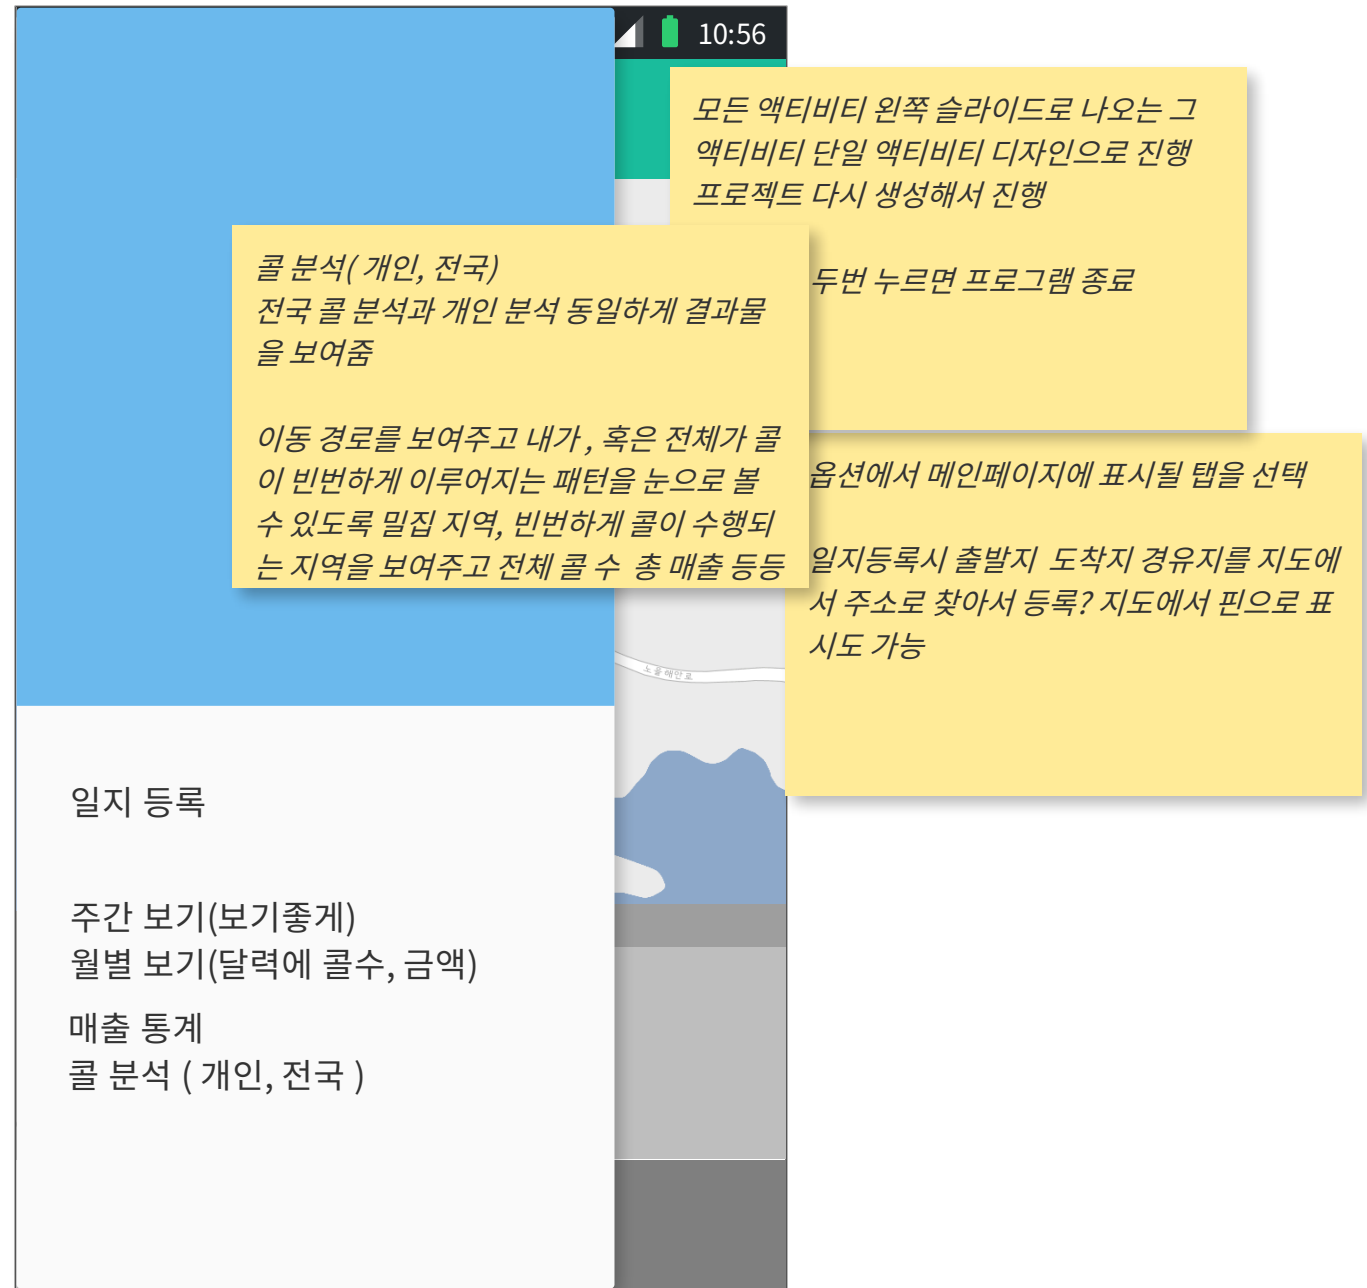 10:56
모든 액티비티 왼쪽 슬라이드로 나오는 그
액티비티 단일 액티비티 디자인으로 진행
프로젝트 다시 생성해서 진행
두번 누르면 프로그램 종료
콜 분석( 개인, 전국)
전국 콜 분석과 개인 분석 동일하게 결과물
을 보여줌
이동 경로를 보여주고 내가 , 혹은 전체가 콜
이 빈번하게 이루어지는 패턴을 눈으로 볼
수 있도록 밀집 지역, 빈번하게 콜이 수행되
는 지역을 보여주고 전체 콜 수 총 매출 등등
옵션에서 메인페이지에 표시될 탭을 선택
일지등록시 출발지 도착지 경유지를 지도에
서 주소로 찾아서 등록? 지도에서 핀으로 표
시도 가능
노을해안로
일지 등록
주간 보기(보기좋게)
월별 보기(달력에 콜수, 금액)
매출 통계
콜 분석 ( 개인, 전국 )